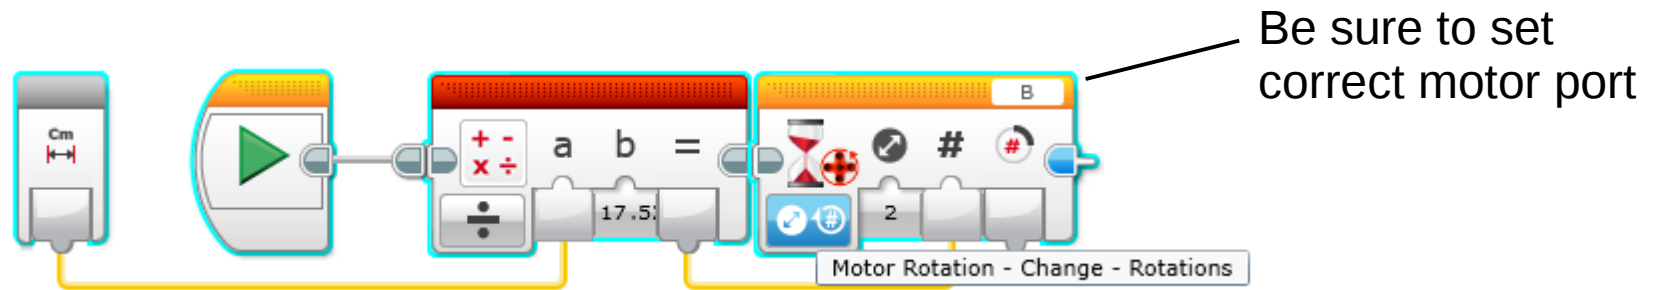 Be sure to set
correct motor port
Cm
+ -
x ÷
a b =
17.5
B
#
#
÷
#
2
Motor Rotation - Change - Rotations